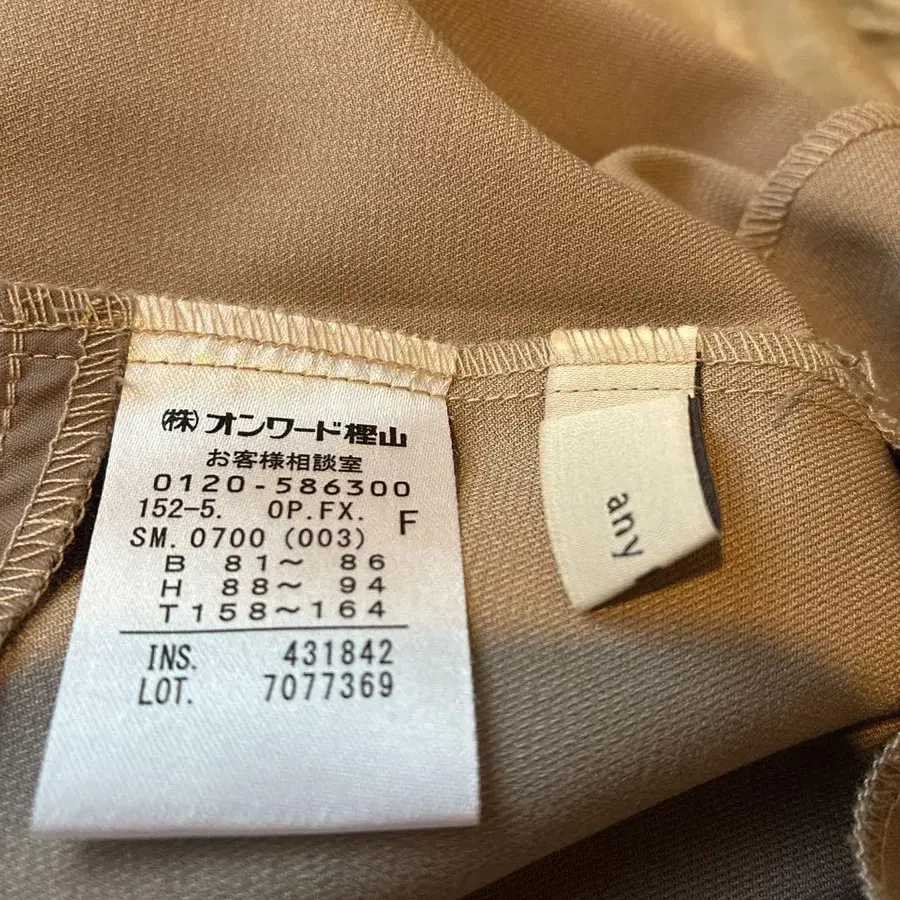 (株)オンワード樫山
お客様相談室
0120-586300
152-5. OP.FX. F
SM.0700(003)
B 81～ 86
H 88～ 94
T158～164
INS. 431842
LOT. 7077369
any